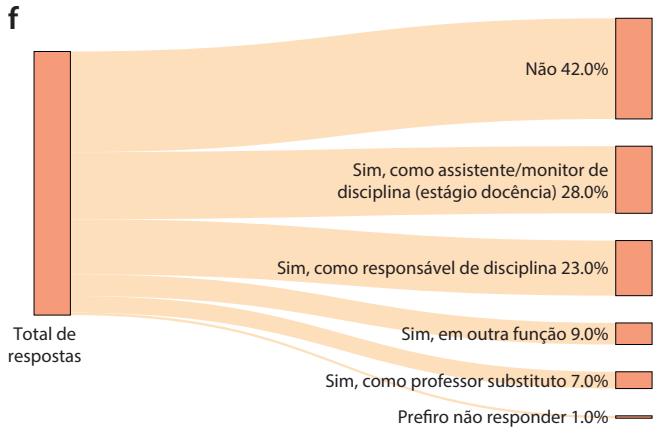 f
Não 42.0%
Sim, como assistente/monitor de
disciplina (estágio docência) 28.0%
Sim, como responsável de disciplina 23.0%
Total de
respostas
Sim, em outra função 9.0%
Sim, como professor substituto 7.0%
Prefiro não responder 1.0%